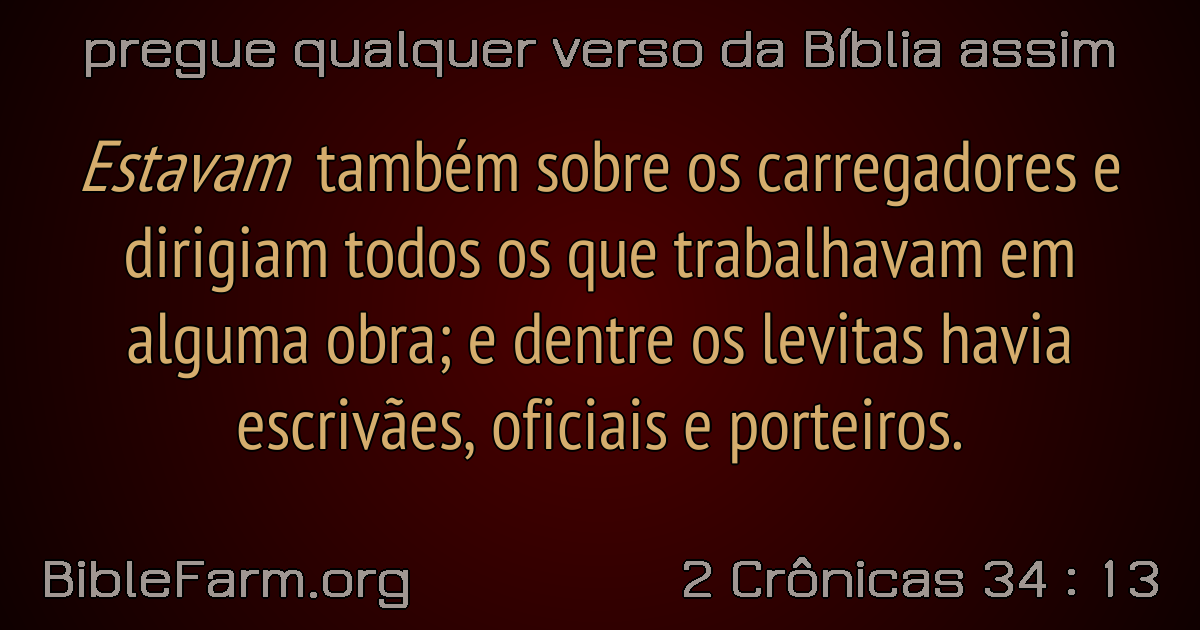 pregue qualquer verso da Bíblia assim
Estavam também sobre os carregadores e
dirigiam todos os que trabalhavam em
alguma obra; e dentre os levitas havia
escrivães, oficiais e porteiros.
BibleFarm.org
2 Crônicas 34 : 13